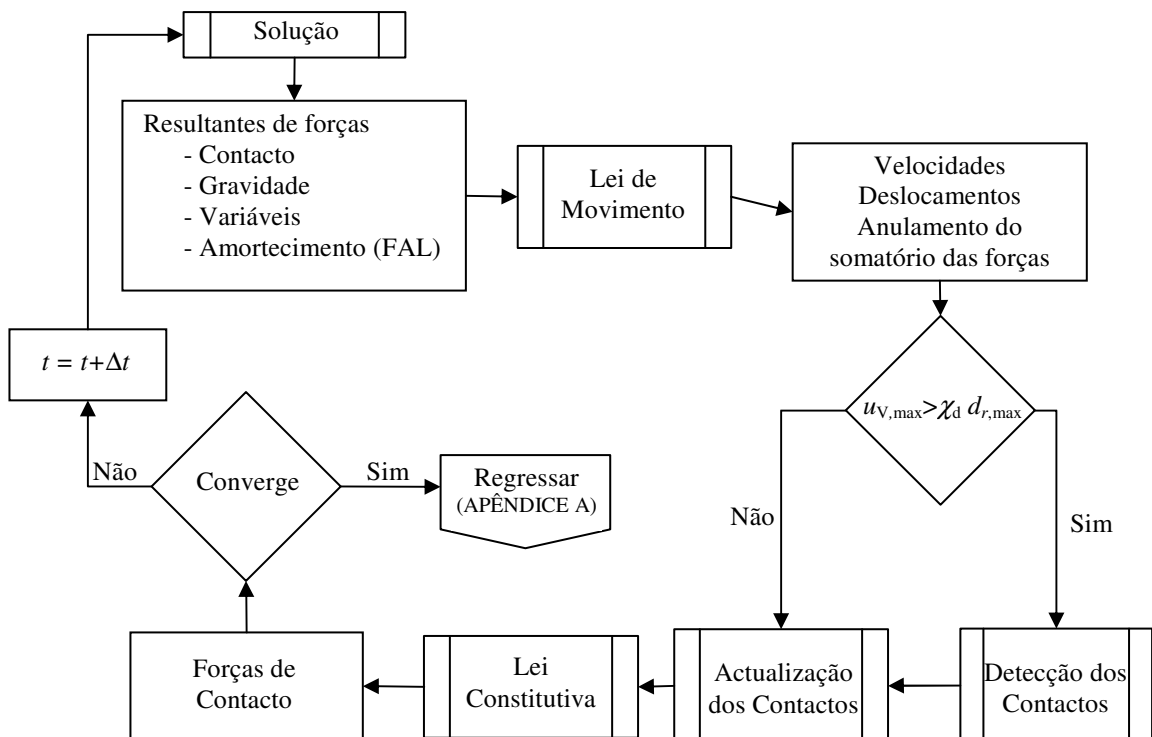 Solução
Resultantes de forças
- Contacto
- Gravidade
- Variáveis
- Amortecimento (FAL)
Lei de
Movimento
Velocidades
Deslocamentos
Anulamento do
somatório das forças
t = t+Δt
u_V,max>χ_d d_r,max
Não
Converge
Sim
Regressar
(APÊNDICE A)
Não
Sim
Forças de
Contacto
Lei
Constitutiva
Actualização
dos Contactos
Detecção dos
Contactos